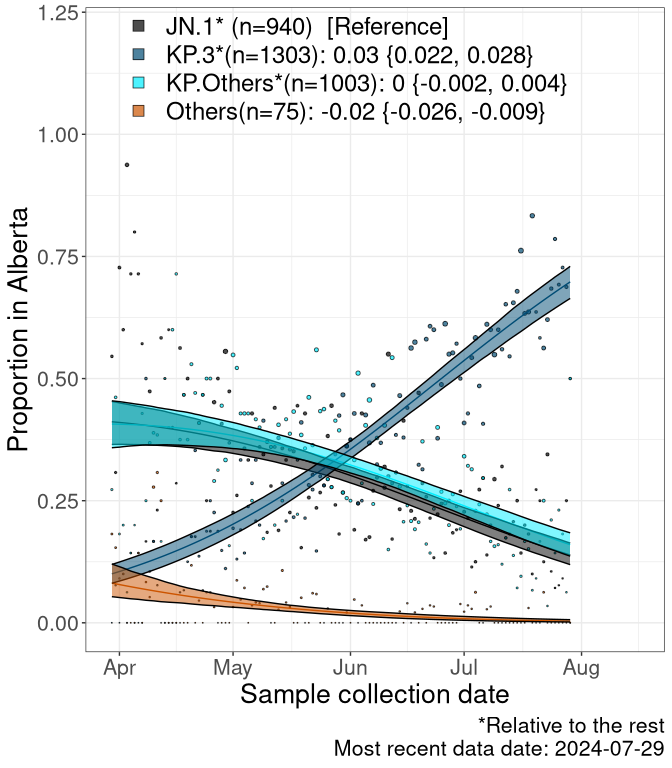 JN.1* (n=940)  [Reference]
KP.3*(n=1303): 0.03 {0.022, 0.028}
KP.Others*(n=1003): 0 {-0.002, 0.004}
Others(n=75): -0.02 {-0.026, -0.009}
1.25
1.00
0.75
0.50
0.25
0.00
Proportion in Alberta
Apr May Jun Jul Aug
Sample collection date
*Relative to the rest
Most recent data date: 2024-07-29